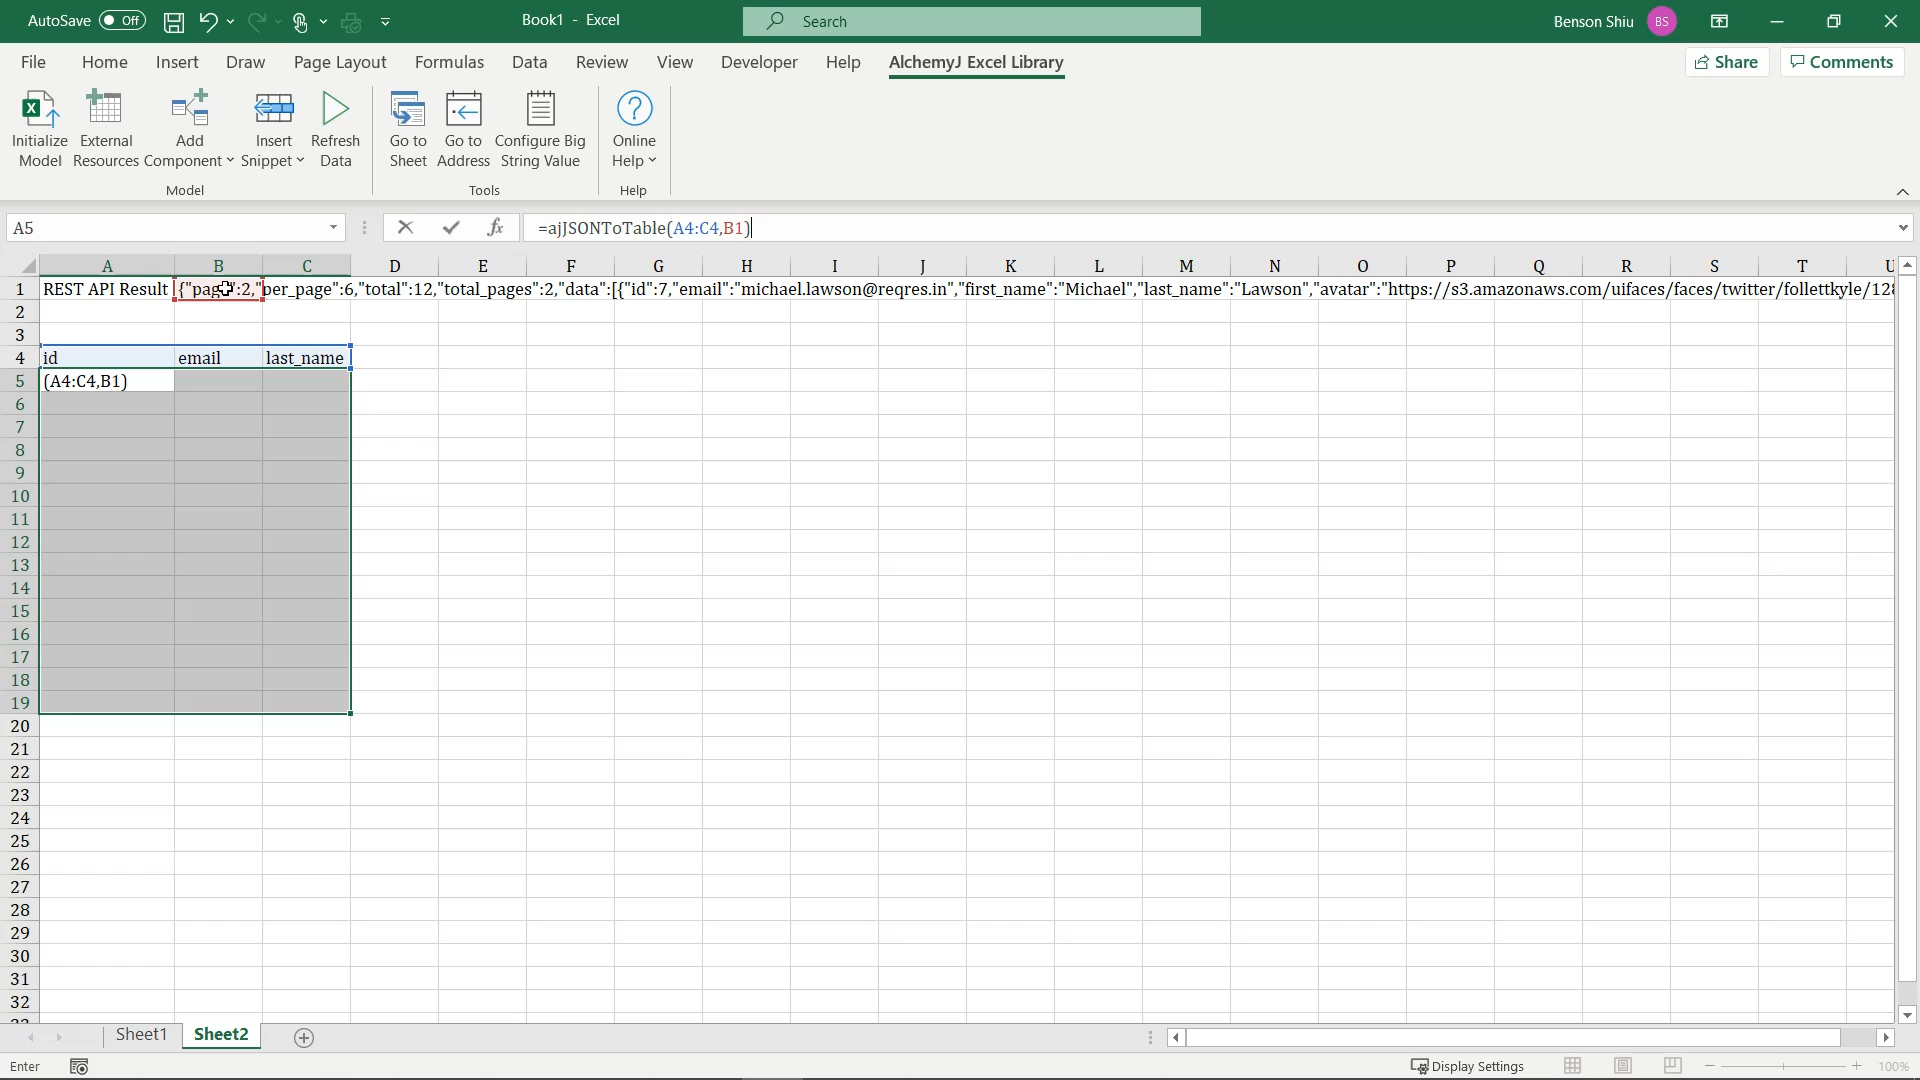 AutoSave Off
Book1 - Excel
Search
Benson Shiu BS
File Home Insert Draw Page Layout Formulas Data Review View Developer Help AlchemyJ Excel Library
Share Comments
Initialize Model
External Resources
Add Component
Insert Snippet
Refresh Data
Go to Sheet
Go to Address
Configure Big String Value
Online Help
Model Tools Help
A5 fx =ajJSONToTable(A4:C4,B1)
A B C D E F G H I J K L M N O P Q R S T U
1 REST API Result {"page":2,"per_page":6,"total":12,"total_pages":2,"data":[{"id":7,"email":"michael.lawson@reqres.in","first_name":"Michael","last_name":"Lawson","avatar":"https://s3.amazonaws.com/uifaces/faces/twitter/follettkyle/128
2
3
4 id email last_name
5 (A4:C4,B1)
6
7
8
9
10
11
12
13
14
15
16
17
18
19
20
21
22
23
24
25
26
27
28
29
30
31
32
Sheet1 Sheet2
Enter Display Settings 100%